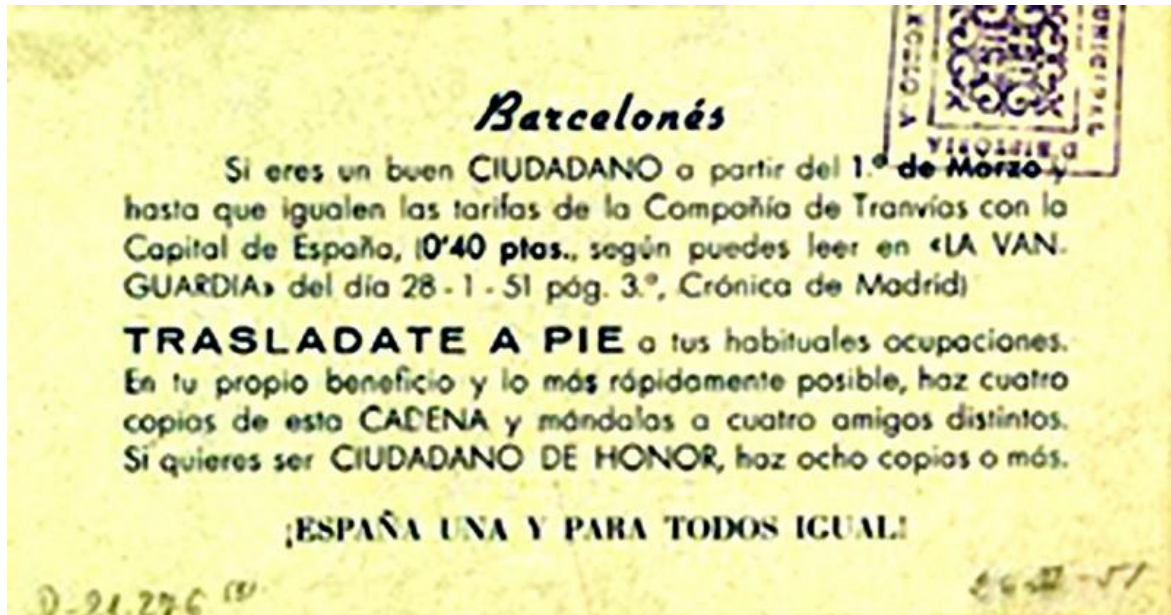 UNICIPAL
D'HISTORIA
Barcelonés
Si eres un buen CIUDADANO a partir del 1.º de Marzo y
hasta que igualen las tarifas de la Compañía de Tranvías con la
Capital de España, (0'40 ptas., según puedes leer en «LA VAN-
GUARDIA» del día 28 - 1 - 51 pág. 3.ª, Crónica de Madrid)
TRASLADATE A PIE a tus habituales ocupaciones.
En tu propio beneficio y lo más rápidamente posible, haz cuatro
copias de esta CADENA y mándalas a cuatro amigos distintos.
Si quieres ser CIUDADANO DE HONOR, haz ocho copias o más.
¡ESPAÑA UNA Y PARA TODOS IGUAL!
D-21.276